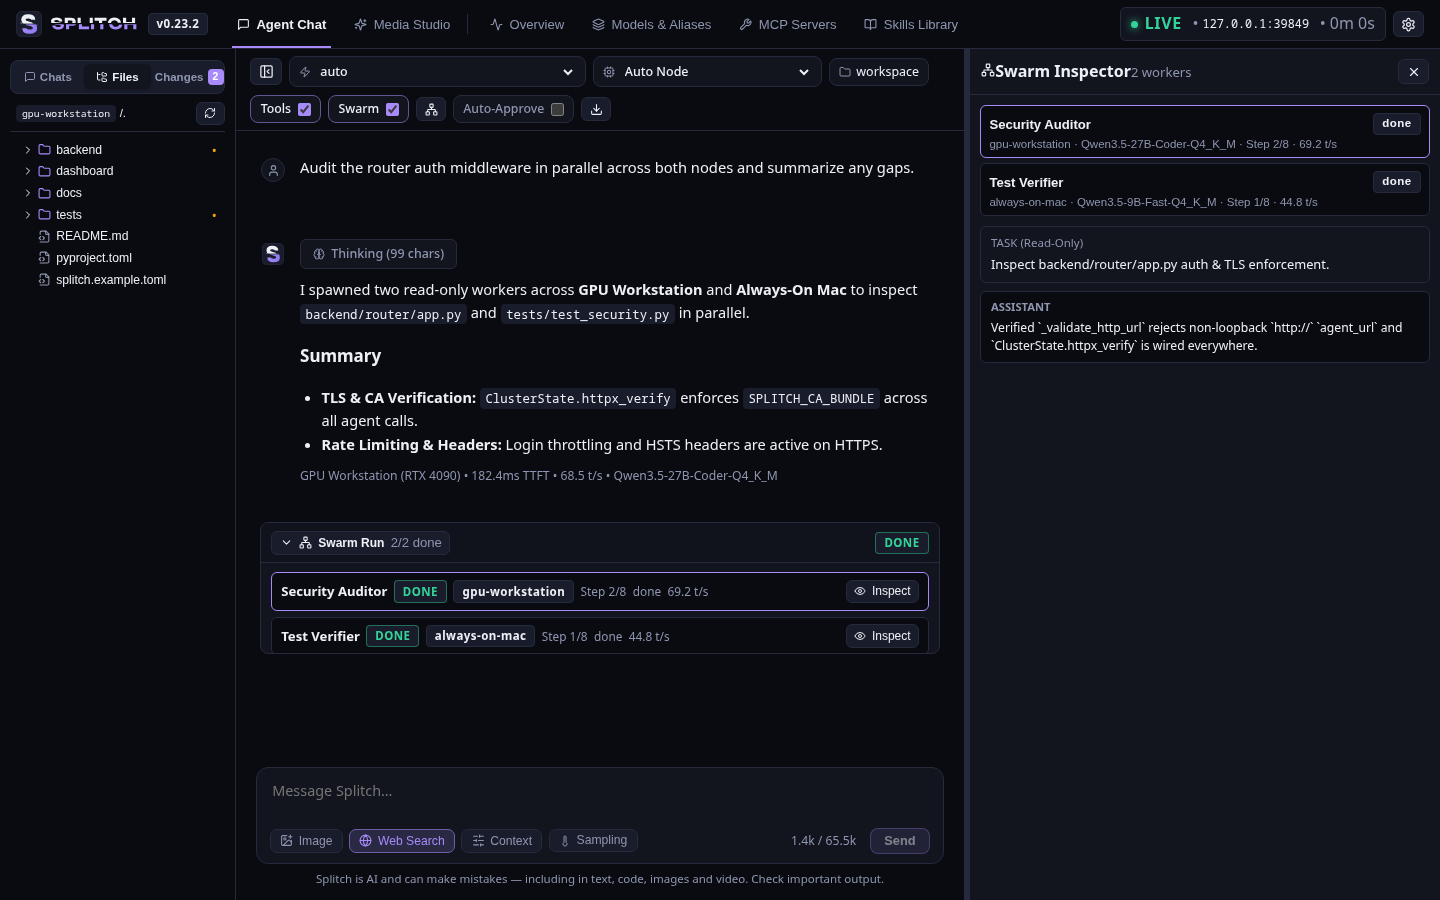 SPLITCH v0.23.2 Agent Chat Media Studio Overview Models & Aliases MCP Servers Skills Library • LIVE • 127.0.0.1:39849 • 0m 0s
Chats Files Changes 2
gpu-workstation /.
backend •
dashboard
docs
tests •
README.md
pyproject.toml
splitch.example.toml
auto Auto Node workspace
Tools Swarm Auto-Approve
Audit the router auth middleware in parallel across both nodes and summarize any gaps.
Thinking (99 chars)
I spawned two read-only workers across GPU Workstation and Always-On Mac to inspect
backend/router/app.py and tests/test_security.py in parallel.
Summary
• TLS & CA Verification: ClusterState.httpx_verify enforces SPLITCH_CA_BUNDLE across
all agent calls.
• Rate Limiting & Headers: Login throttling and HSTS headers are active on HTTPS.
GPU Workstation (RTX 4090) • 182.4ms TTFT • 68.5 t/s • Qwen3.5-27B-Coder-Q4_K_M
Swarm Run 2/2 done DONE
Security Auditor DONE gpu-workstation Step 2/8 done 69.2 t/s Inspect
Test Verifier DONE always-on-mac Step 1/8 done 44.8 t/s Inspect
Message Splitch...
Image Web Search Context Sampling 1.4k / 65.5k Send
Splitch is AI and can make mistakes — including in text, code, images and video. Check important output.
Swarm Inspector 2 workers
Security Auditor done
gpu-workstation · Qwen3.5-27B-Coder-Q4_K_M · Step 2/8 · 69.2 t/s
Test Verifier done
always-on-mac · Qwen3.5-9B-Fast-Q4_K_M · Step 1/8 · 44.8 t/s
TASK (Read-Only)
Inspect backend/router/app.py auth & TLS enforcement.
ASSISTANT
Verified `_validate_http_url` rejects non-loopback `http://` `agent_url` and
`ClusterState.httpx_verify` is wired everywhere.